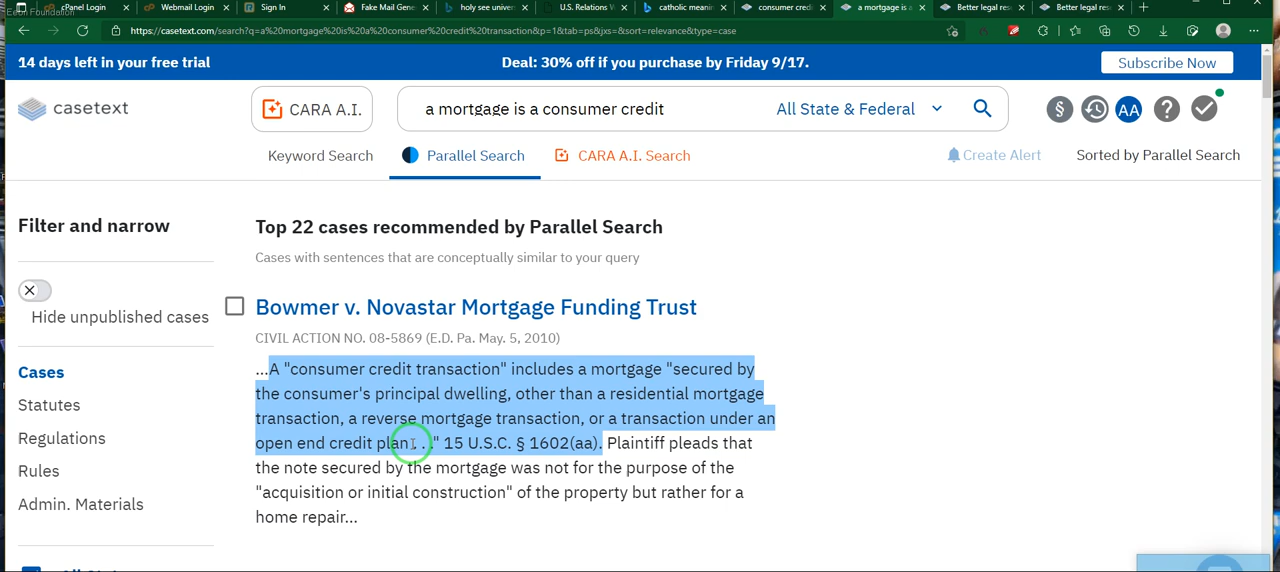 cPanel Login
Webmail Login
Sign In
Fake Mail Gene
holy see univer
U.S. Relations W
catholic meanin
consumer credi
a mortgage is a
Better legal res
Better legal res
Eeon Foundation
https://casetext.com/search?q=a%20mortgage%20is%20a%20consumer%20credit%20transaction&p=1&tab=ps&jxs=&sort=relevance&type=case
14 days left in your free trial
Deal: 30% off if you purchase by Friday 9/17.
Subscribe Now
casetext
CARA A.I.
a mortgage is a consumer credit
All State & Federal
§
AA
?
Keyword Search
Parallel Search
CARA A.I. Search
Create Alert
Sorted by Parallel Search
Filter and narrow
Hide unpublished cases
Cases
Statutes
Regulations
Rules
Admin. Materials
Top 22 cases recommended by Parallel Search
Cases with sentences that are conceptually similar to your query
Bowmer v. Novastar Mortgage Funding Trust
CIVIL ACTION NO. 08-5869 (E.D. Pa. May. 5, 2010)
...A "consumer credit transaction" includes a mortgage "secured by
the consumer's principal dwelling, other than a residential mortgage
transaction, a reverse mortgage transaction, or a transaction under an
open end credit plan . . ." 15 U.S.C. § 1602(aa). Plaintiff pleads that
the note secured by the mortgage was not for the purpose of the
"acquisition or initial construction" of the property but rather for a
home repair...